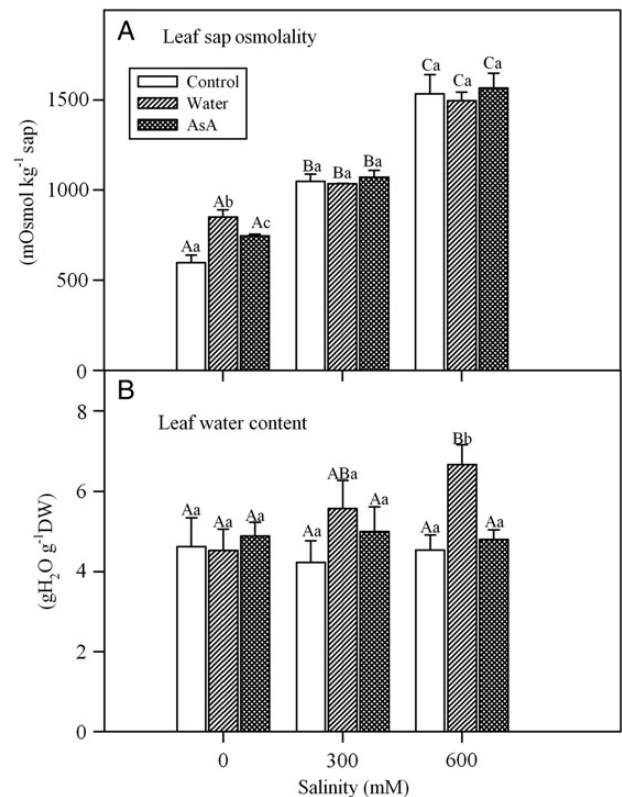 A
Leaf sap osmolality
Control
Water
AsA
(mOsmol kg⁻¹ sap)
1500
1000
500
0
Aa
Ab
Ac
Ba
Ba
Ba
Ca
Ca
Ca
B
Leaf water content
(gH₂O g⁻¹DW)
8
6
4
2
0
Aa
Aa
Aa
Aa
ABa
Aa
Aa
Bb
Aa
0 300 600
Salinity (mM)